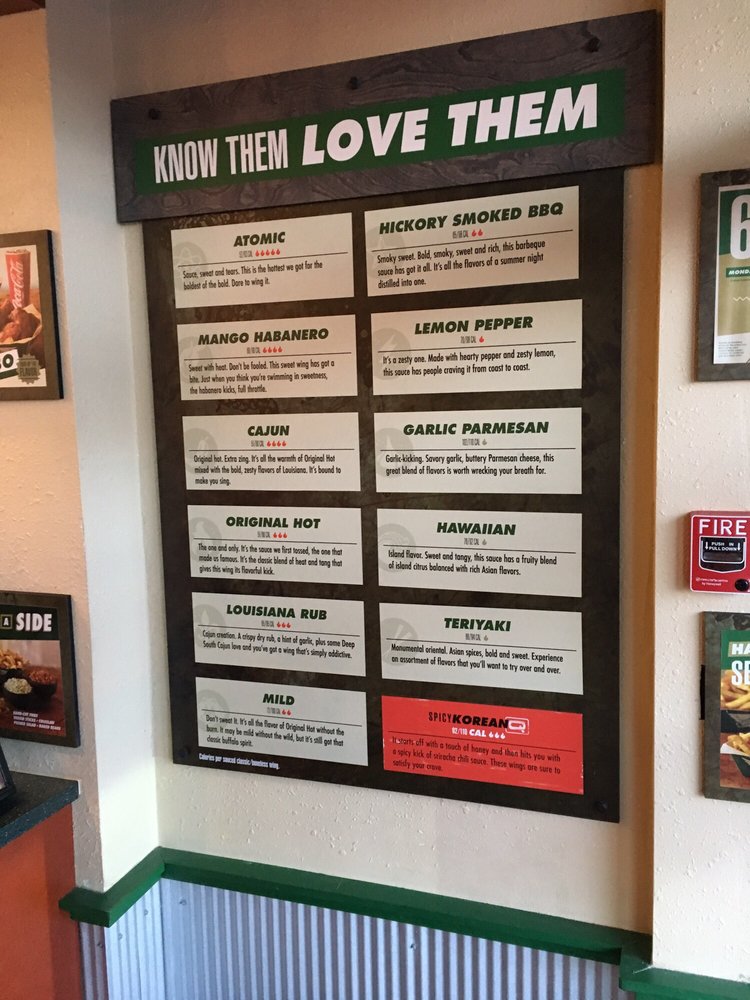 KNOW THEM LOVE THEM
ATOMIC
Sauce, sweat and tears. This is the hottest we got for the
boldest of the bold. Dare to wing it.
MANGO HABANERO
Sweet with heat. Don't be fooled. This sweet wing has got a
bite. Just when you think you're swimming in sweetness,
the habanero kicks, full throttle.
CAJUN
Original hot. Extra zing. It's all the warmth of Original Hot
mixed with the bold, zesty flavors of Louisiana. It's bound to
make you sing.
ORIGINAL HOT
The one and only. It's the sauce we first tossed, the one that
made us famous. It's the classic blend of heat and tang that
gives this wing its flavorful kick.
LOUISIANA RUB
Cajun creation. A crispy dry rub, a hint of garlic, plus some Deep
South Cajun love and you've got a wing that's simply addictive.
MILD
Don't sweat it. It's all the flavor of Original Hot without the
burn. It may be mild without the wild, but it's still got that
classic buffalo spirit.
Calories per sauced classic/boneless wing.
HICKORY SMOKED BBQ
Smoky sweet. Bold, smoky, sweet and rich, this barbeque
sauce has got it all. It's all the flavors of a summer night
distilled into one.
LEMON PEPPER
It's a zesty one. Made with hearty pepper and zesty lemon,
this sauce has people craving it from coast to coast.
GARLIC PARMESAN
Garlic-kicking. Savory garlic, buttery Parmesan cheese, this
great blend of flavors is worth wrecking your breath for.
HAWAIIAN
Island flavor. Sweet and tangy, this sauce has a fruity blend
of island citrus balanced with rich Asian flavors.
TERIYAKI
Monumental oriental. Asian spices, bold and sweet. Experience
an assortment of flavors that you'll want to try over and over.
SPICY KOREAN Q
92/110 CAL
It starts off with a touch of honey and then hits you with
a spicy kick of sriracha chili sauce. These wings are sure to
satisfy your crave.
Coca-Cola
A SIDE
6
FIRE
PUSH IN
PULL DOWN
HA
SE